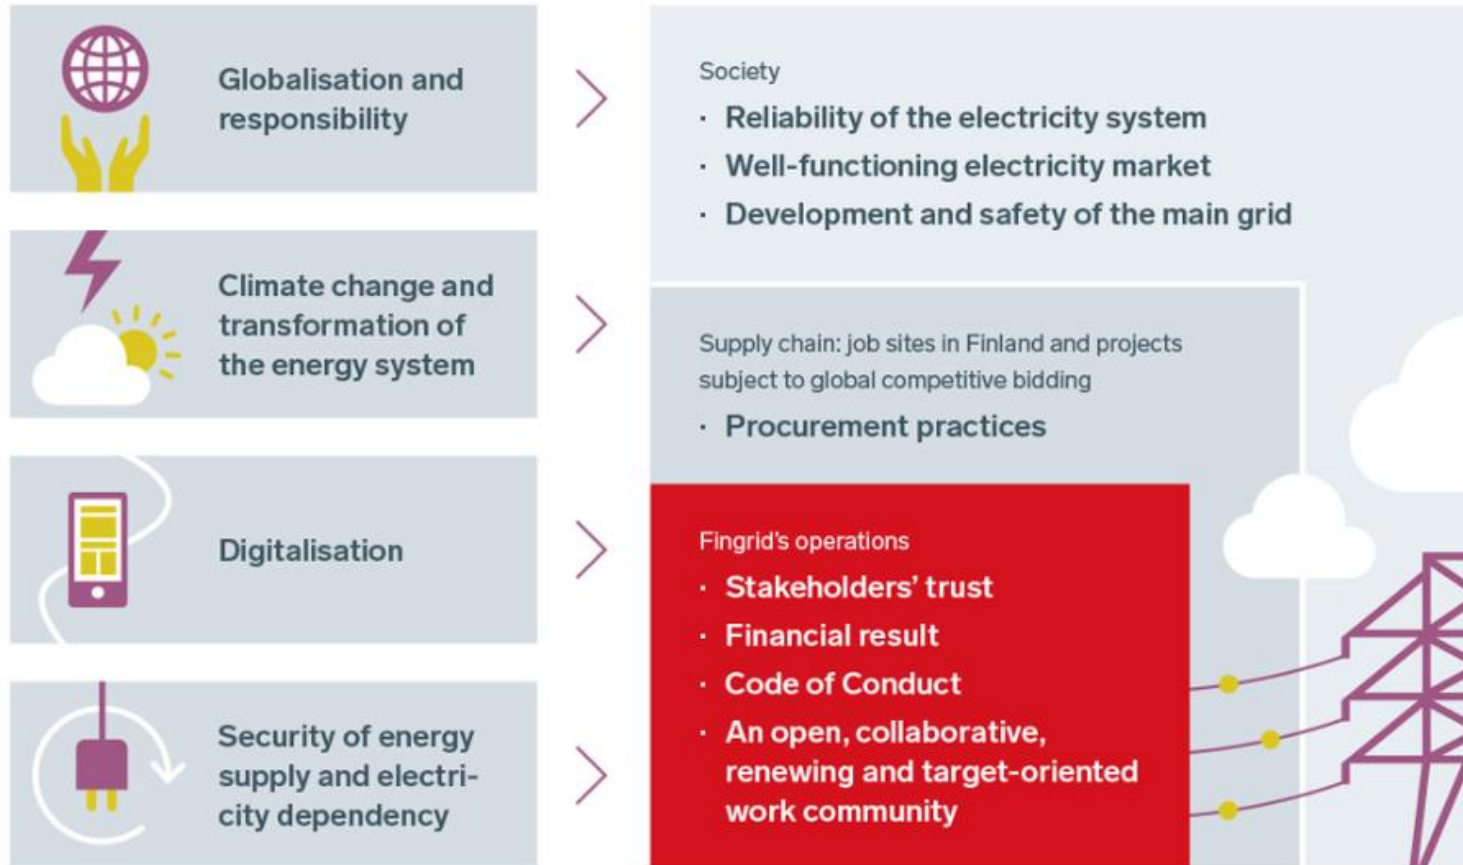 Globalisation and
responsibility
Climate change and
transformation of
the energy system
Digitalisation
Security of energy
supply and electri-
city dependency
Society
· Reliability of the electricity system
· Well-functioning electricity market
· Development and safety of the main grid
Supply chain: job sites in Finland and projects
subject to global competitive bidding
· Procurement practices
Fingrid’s operations
· Stakeholders’ trust
· Financial result
· Code of Conduct
· An open, collaborative,
renewing and target-oriented
work community